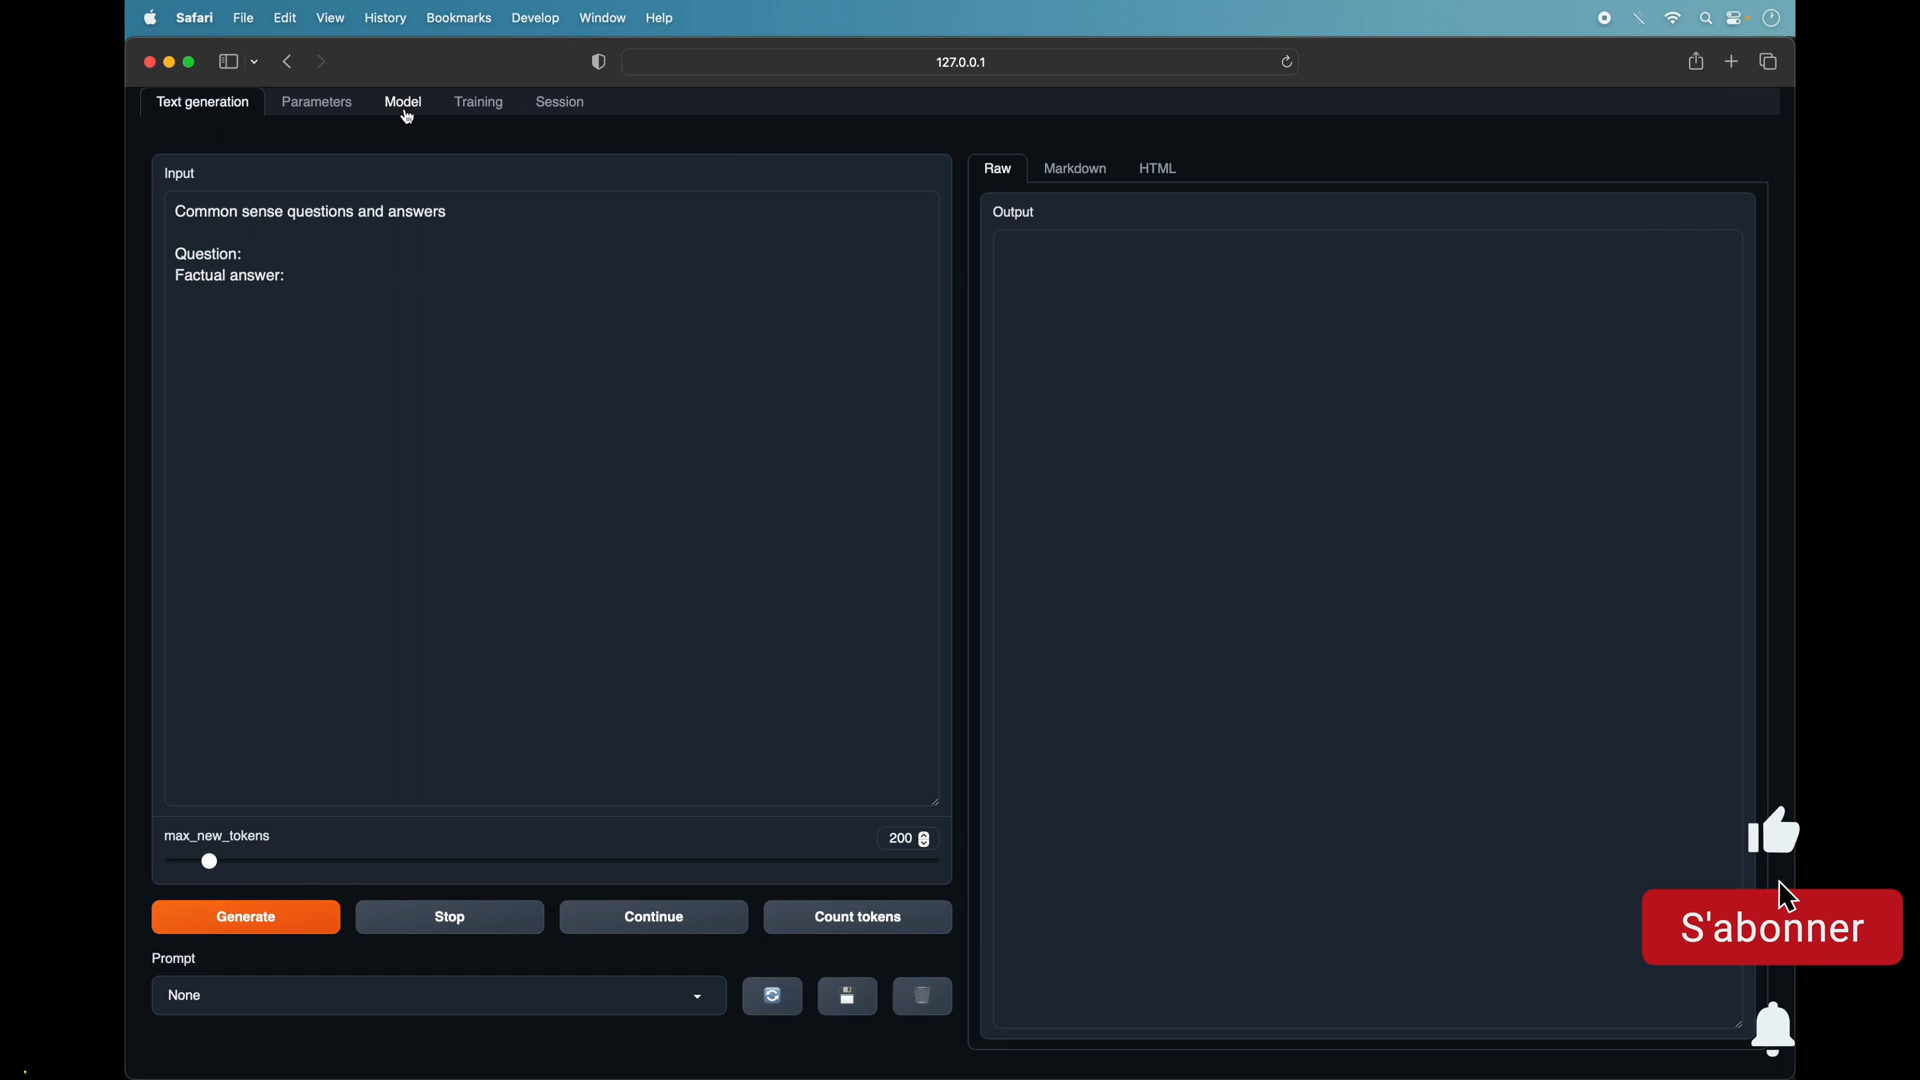 Safari File Edit View History Bookmarks Develop Window Help
127.0.0.1
Text generation Parameters Model Training Session
Input
Common sense questions and answers
Question:
Factual answer:
max_new_tokens
200
Generate Stop Continue Count tokens
Prompt
None
Raw Markdown HTML
Output
S'abonner